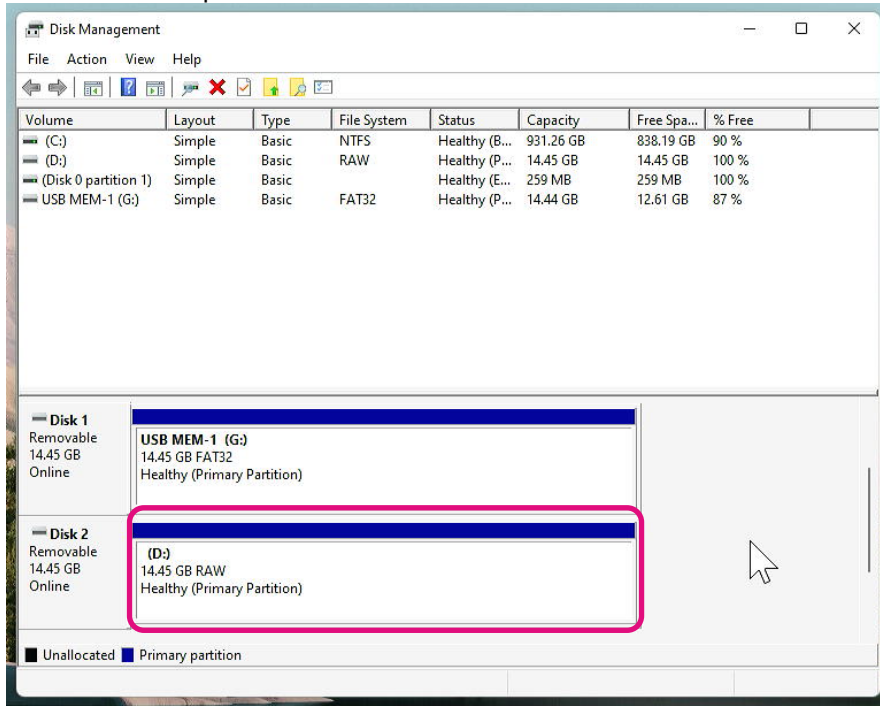 Disk Management
File Action View Help
Volume Layout Type File System Status Capacity Free Spa... % Free
(C:) Simple Basic NTFS Healthy (B... 931.26 GB 838.19 GB 90 %
(D:) Simple Basic RAW Healthy (P... 14.45 GB 14.45 GB 100 %
(Disk 0 partition 1) Simple Basic Healthy (E... 259 MB 259 MB 100 %
USB MEM-1 (G:) Simple Basic FAT32 Healthy (P... 14.44 GB 12.61 GB 87 %
Disk 1
Removable
14.45 GB
Online
USB MEM-1 (G:)
14.45 GB FAT32
Healthy (Primary Partition)
Disk 2
Removable
14.45 GB
Online
(D:)
14.45 GB RAW
Healthy (Primary Partition)
Unallocated Primary partition